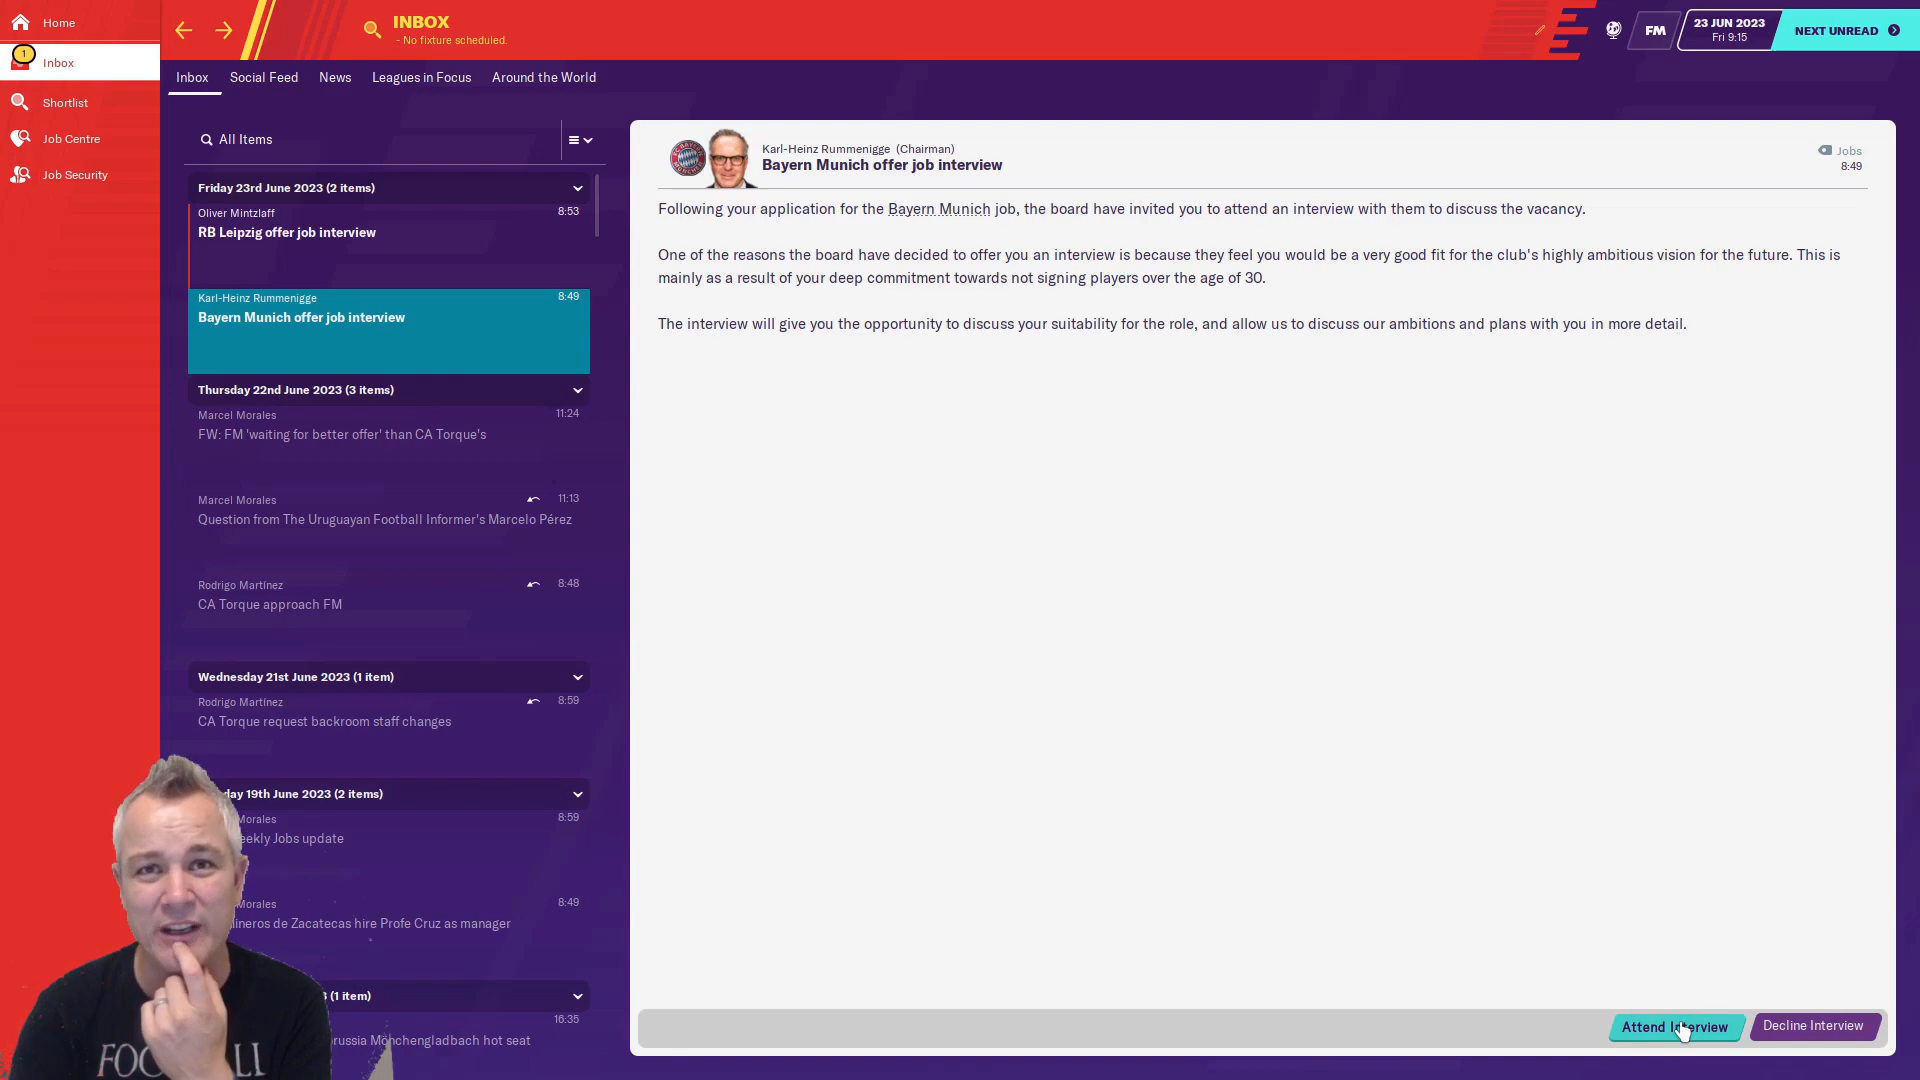 Home
1
Inbox
Shortlist
Job Centre
Job Security
INBOX
- No fixture scheduled.
FM
23 JUN 2023
Fri 9:15
NEXT UNREAD
Inbox Social Feed News Leagues in Focus Around the World
All Items
Friday 23rd June 2023 (2 items)
Oliver Mintzlaff 8:53
RB Leipzig offer job interview
Karl-Heinz Rummenigge 8:49
Bayern Munich offer job interview
Thursday 22nd June 2023 (3 items)
Marcel Morales 11:24
FW: FM 'waiting for better offer' than CA Torque's
Marcel Morales 11:13
Question from The Uruguayan Football Informer's Marcelo Pérez
Rodrigo Martínez 8:48
CA Torque approach FM
Wednesday 21st June 2023 (1 item)
Rodrigo Martínez 8:59
CA Torque request backroom staff changes
day 19th June 2023 (2 items)
Morales 8:59
eekly Jobs update
Morales 8:49
ineros de Zacatecas hire Profe Cruz as manager
(1 item)
16:35
russia Mönchengladbach hot seat
Karl-Heinz Rummenigge (Chairman)
Bayern Munich offer job interview
Jobs
8:49
Following your application for the Bayern Munich job, the board have invited you to attend an interview with them to discuss the vacancy.
One of the reasons the board have decided to offer you an interview is because they feel you would be a very good fit for the club's highly ambitious vision for the future. This is
mainly as a result of your deep commitment towards not signing players over the age of 30.
The interview will give you the opportunity to discuss your suitability for the role, and allow us to discuss our ambitions and plans with you in more detail.
Attend Interview
Decline Interview